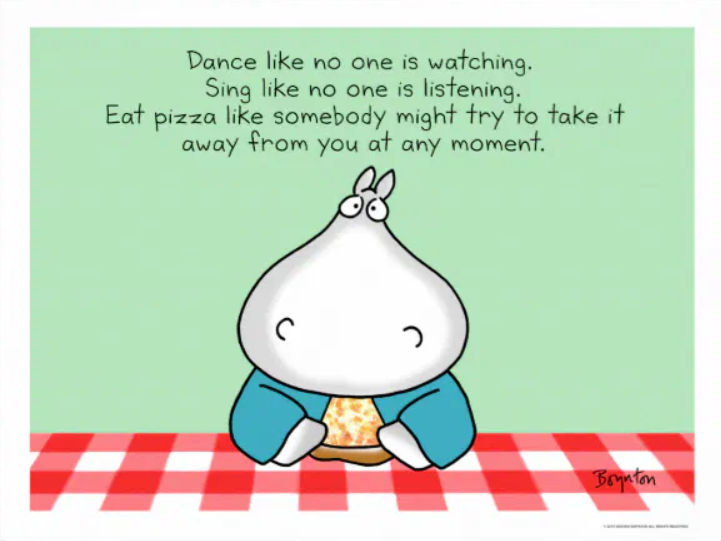 Dance like no one is watching.
Sing like no one is listening.
Eat pizza like somebody might try to take it
away from you at any moment.
Boynton